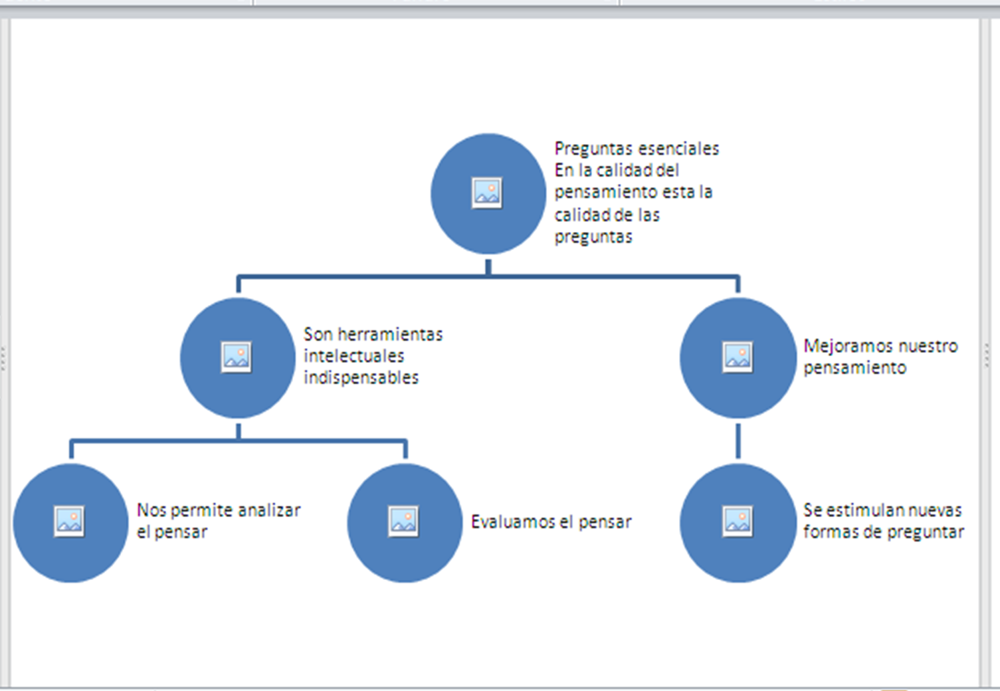 Preguntas esenciales
En la calidad del
pensamiento esta la
calidad de las
preguntas
Son herramientas
intelectuales
indispensables
Mejoramos nuestro
pensamiento
Nos permite analizar
el pensar
Evaluamos el pensar
Se estimulan nuevas
formas de preguntar